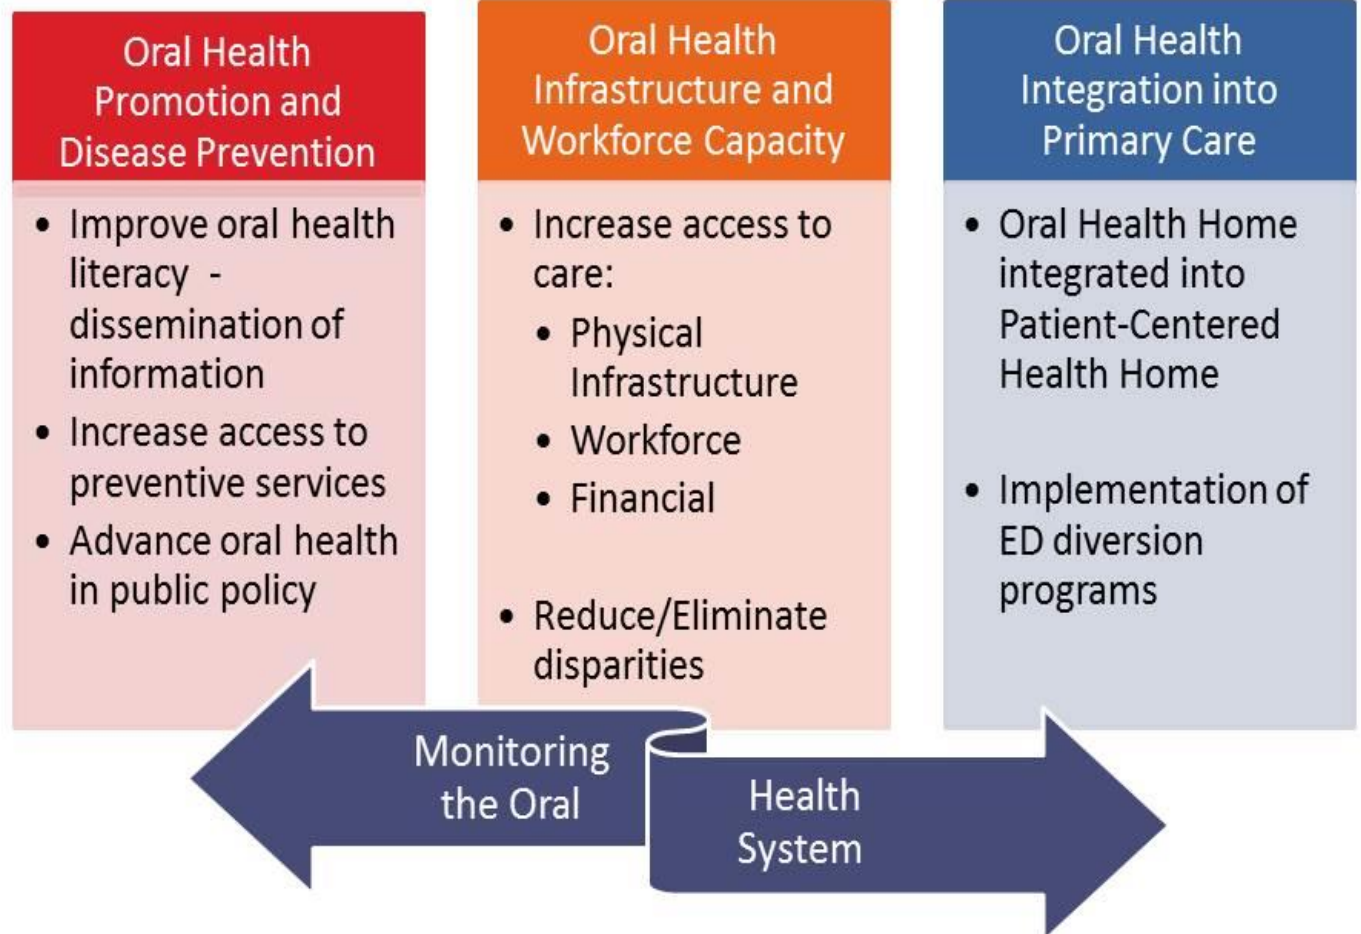 Oral Health
Promotion and
Disease Prevention
• Improve oral health
literacy -
dissemination of
information
• Increase access to
preventive services
• Advance oral health
in public policy
Oral Health
Infrastructure and
Workforce Capacity
• Increase access to
care:
• Physical
Infrastructure
• Workforce
• Financial
• Reduce/Eliminate
disparities
Oral Health
Integration into
Primary Care
• Oral Health Home
integrated into
Patient-Centered
Health Home
• Implementation of
ED diversion
programs
Monitoring
the Oral
Health
System